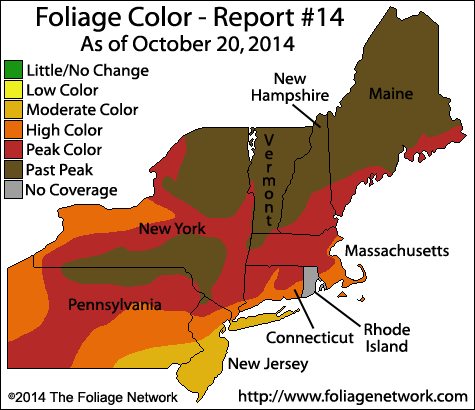 Foliage Color - Report #14
As of October 20, 2014
Little/No Change
Low Color
Moderate Color
High Color
Peak Color
Past Peak
No Coverage
New
Hampshire
Maine
Vermont
New York
Massachusetts
Pennsylvania
Connecticut
Rhode
Island
New Jersey
©2014 The Foliage Network
http://www.foliagenetwork.com